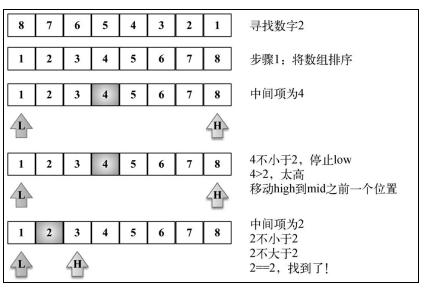 8 7 6 5 4 3 2 1 寻找数字2
1 2 3 4 5 6 7 8 步骤1：将数组排序
1 2 3 4 5 6 7 8 中间项为4
L H
1 2 3 4 5 6 7 8 4不小于2，停止low
4>2，太高
L H 移动high到mid之前一个位置
1 2 3 4 5 6 7 8 中间项为2
2不小于2
2不大于2
L H 2==2，找到了！